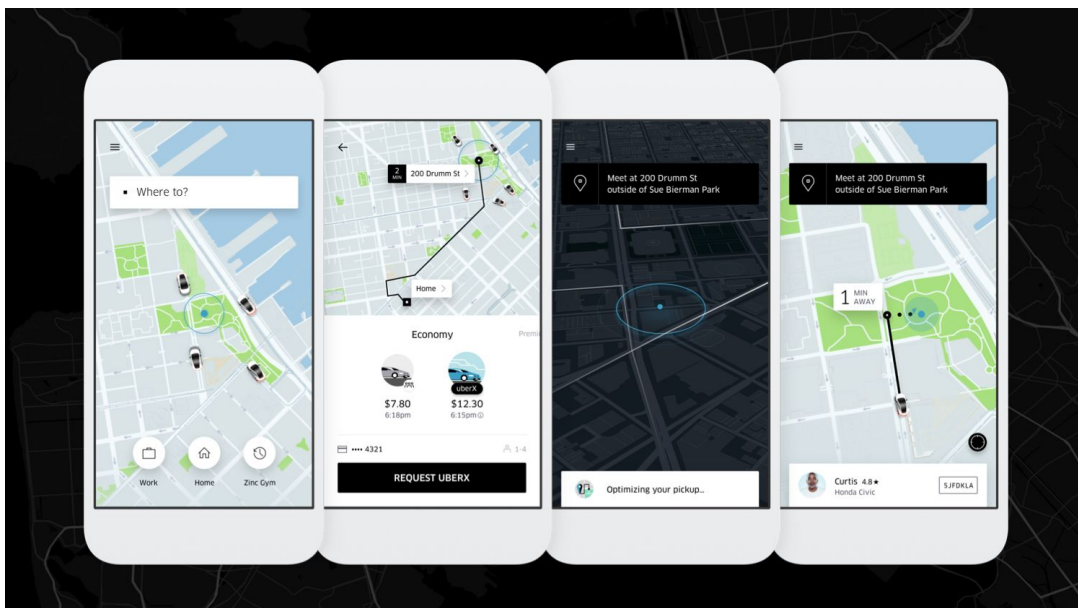 Where to?
Work
Home
Zinc Gym
2
MIN
200 Drumm St
Home
Economy
Premi
uberX
$7.80
$12.30
6:18pm
6:15pm
•••• 4321
1-4
REQUEST UBERX
Meet at 200 Drumm St
outside of Sue Bierman Park
Optimizing your pickup...
Meet at 200 Drumm St
outside of Sue Bierman Park
1 MIN
AWAY
Curtis 4.8★
Honda Civic
5JFDKLA